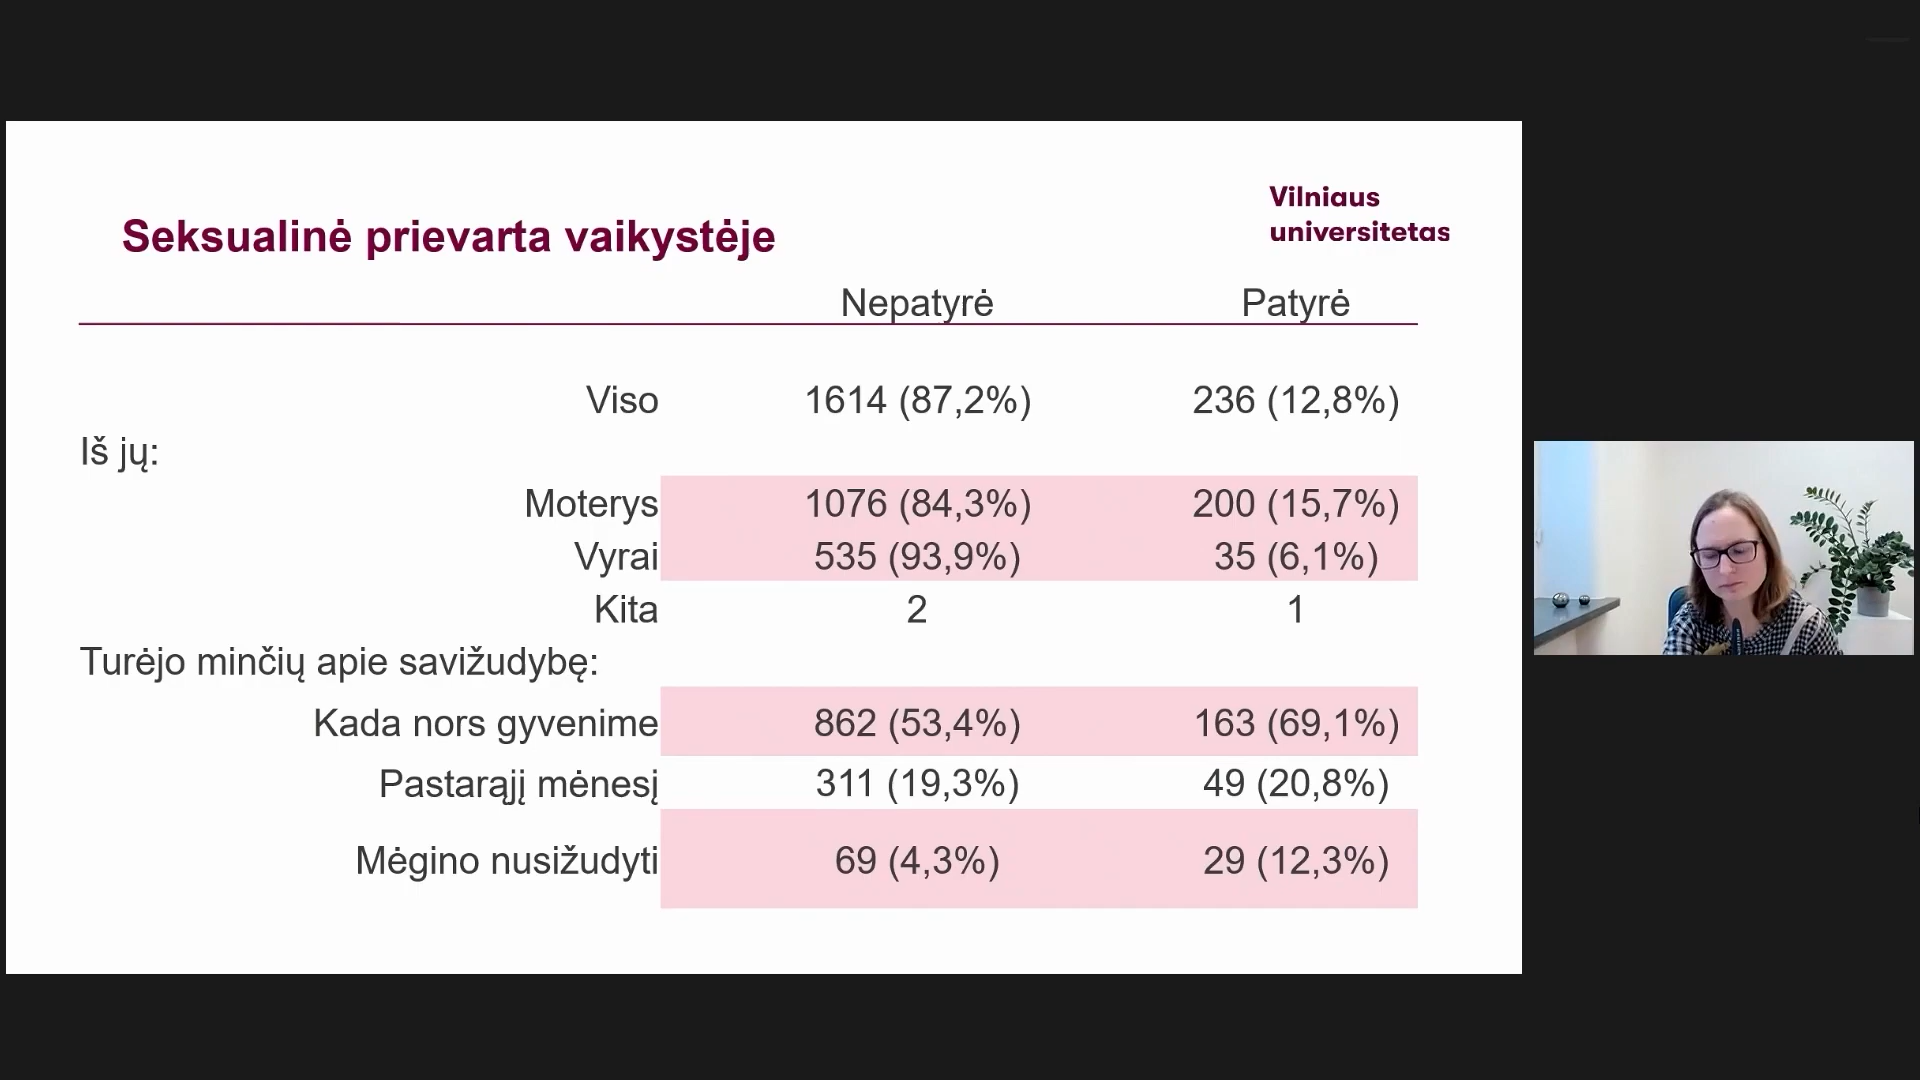 Vilniaus
universitetas
Seksualinė prievarta vaikystėje
Nepatyrė Patyrė
Viso 1614 (87,2%) 236 (12,8%)
Iš jų:
Moterys 1076 (84,3%) 200 (15,7%)
Vyrai 535 (93,9%) 35 (6,1%)
Kita 2 1
Turėjo minčių apie savižudybę:
Kada nors gyvenime 862 (53,4%) 163 (69,1%)
Pastarąjį mėnesį 311 (19,3%) 49 (20,8%)
Mėgino nusižudyti 69 (4,3%) 29 (12,3%)